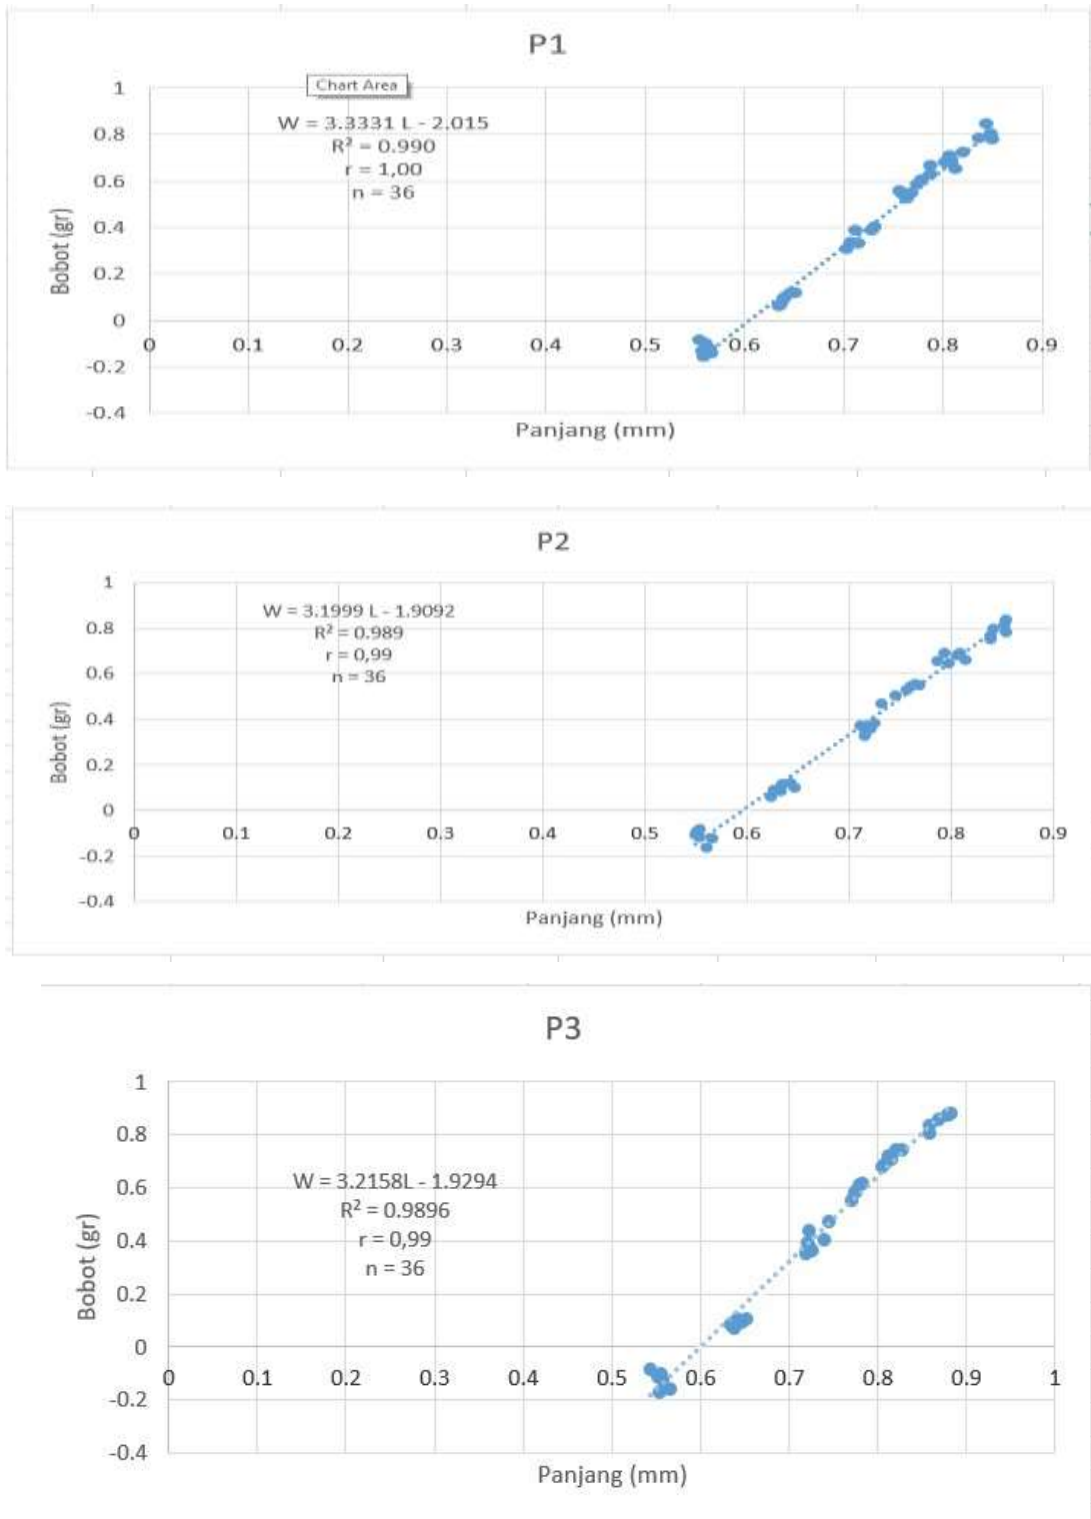 P1
Chart Area
W = 3.3331 L - 2.015
R² = 0.990
r = 1,00
n = 36
1
0.8
0.6
0.4
0.2
0
-0.2
-0.4
Bobot (gr)
0 0.1 0.2 0.3 0.4 0.5 0.6 0.7 0.8 0.9
Panjang (mm)
P2
W = 3.1999 L - 1.9092
R² = 0.989
r = 0,99
n = 36
1
0.8
0.6
0.4
0.2
0
-0.2
-0.4
Bobot (gr)
0 0.1 0.2 0.3 0.4 0.5 0.6 0.7 0.8 0.9
Panjang (mm)
P3
W = 3.2158L - 1.9294
R² = 0.9896
r = 0,99
n = 36
1
0.8
0.6
0.4
0.2
0
-0.2
-0.4
Bobot (gr)
0 0.1 0.2 0.3 0.4 0.5 0.6 0.7 0.8 0.9 1
Panjang (mm)